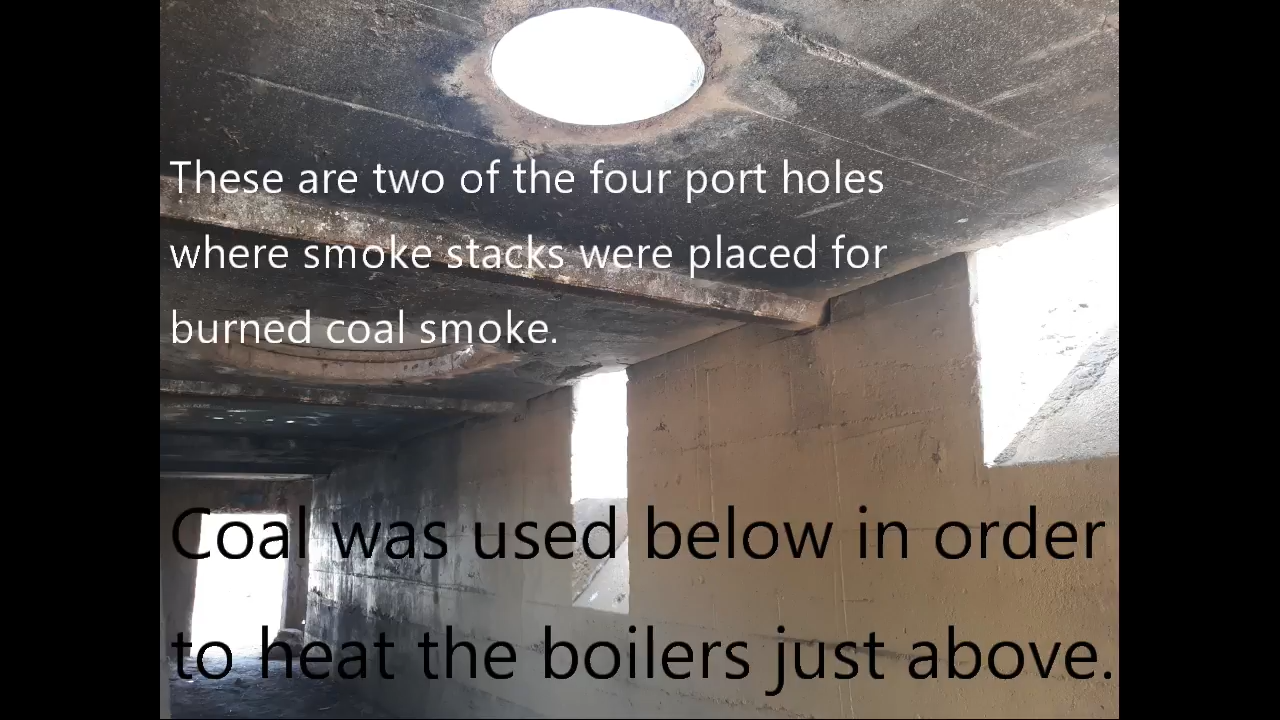 These are two of the four port holes
where smoke stacks were placed for
burned coal smoke.
Coal was used below in order
to heat the boilers just above.